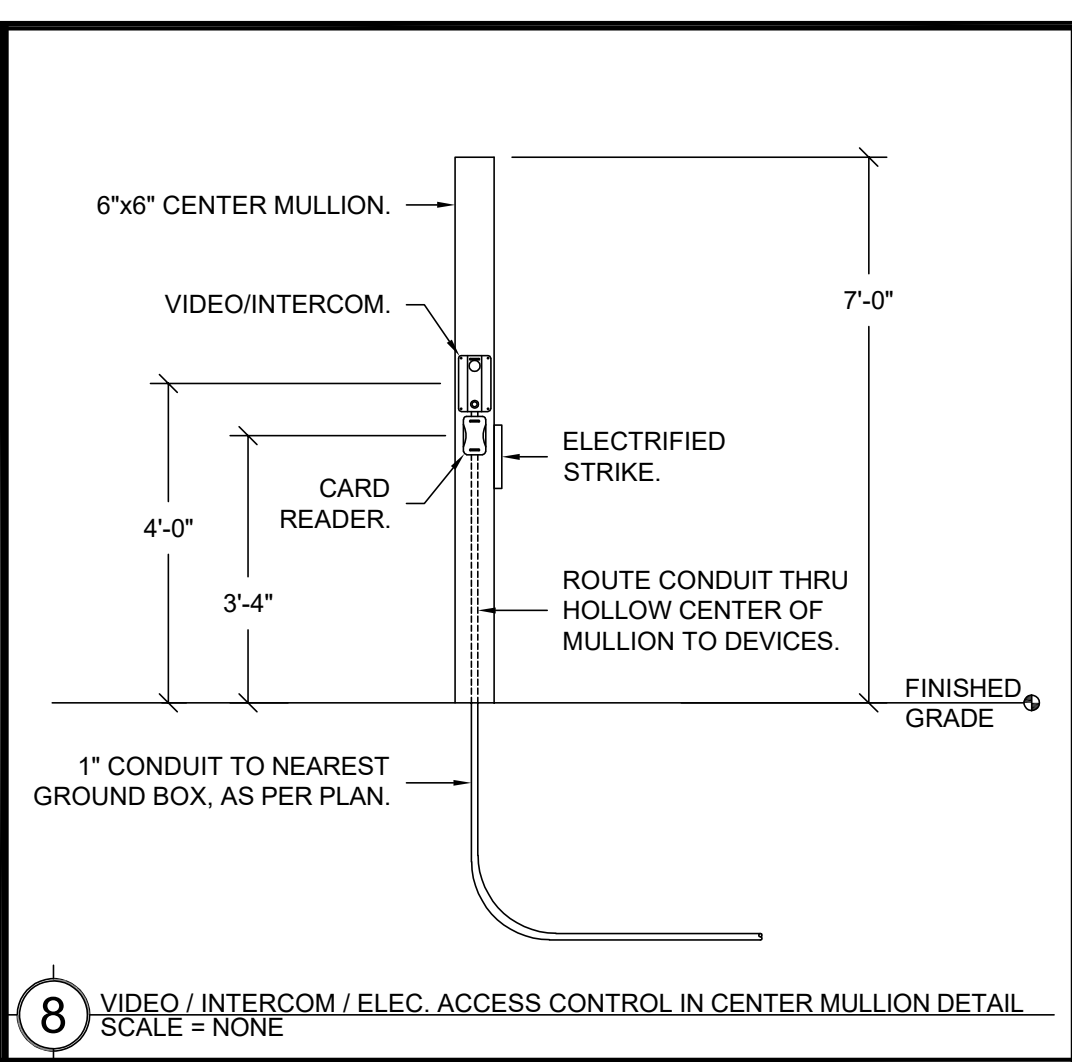 6"x6" CENTER MULLION.
VIDEO/INTERCOM.
7'-0"
ELECTRIFIED
STRIKE.
CARD
READER.
4'-0"
3'-4"
ROUTE CONDUIT THRU
HOLLOW CENTER OF
MULLION TO DEVICES.
FINISHED
GRADE
1" CONDUIT TO NEAREST
GROUND BOX, AS PER PLAN.
8
VIDEO / INTERCOM / ELEC. ACCESS CONTROL IN CENTER MULLION DETAIL
SCALE = NONE